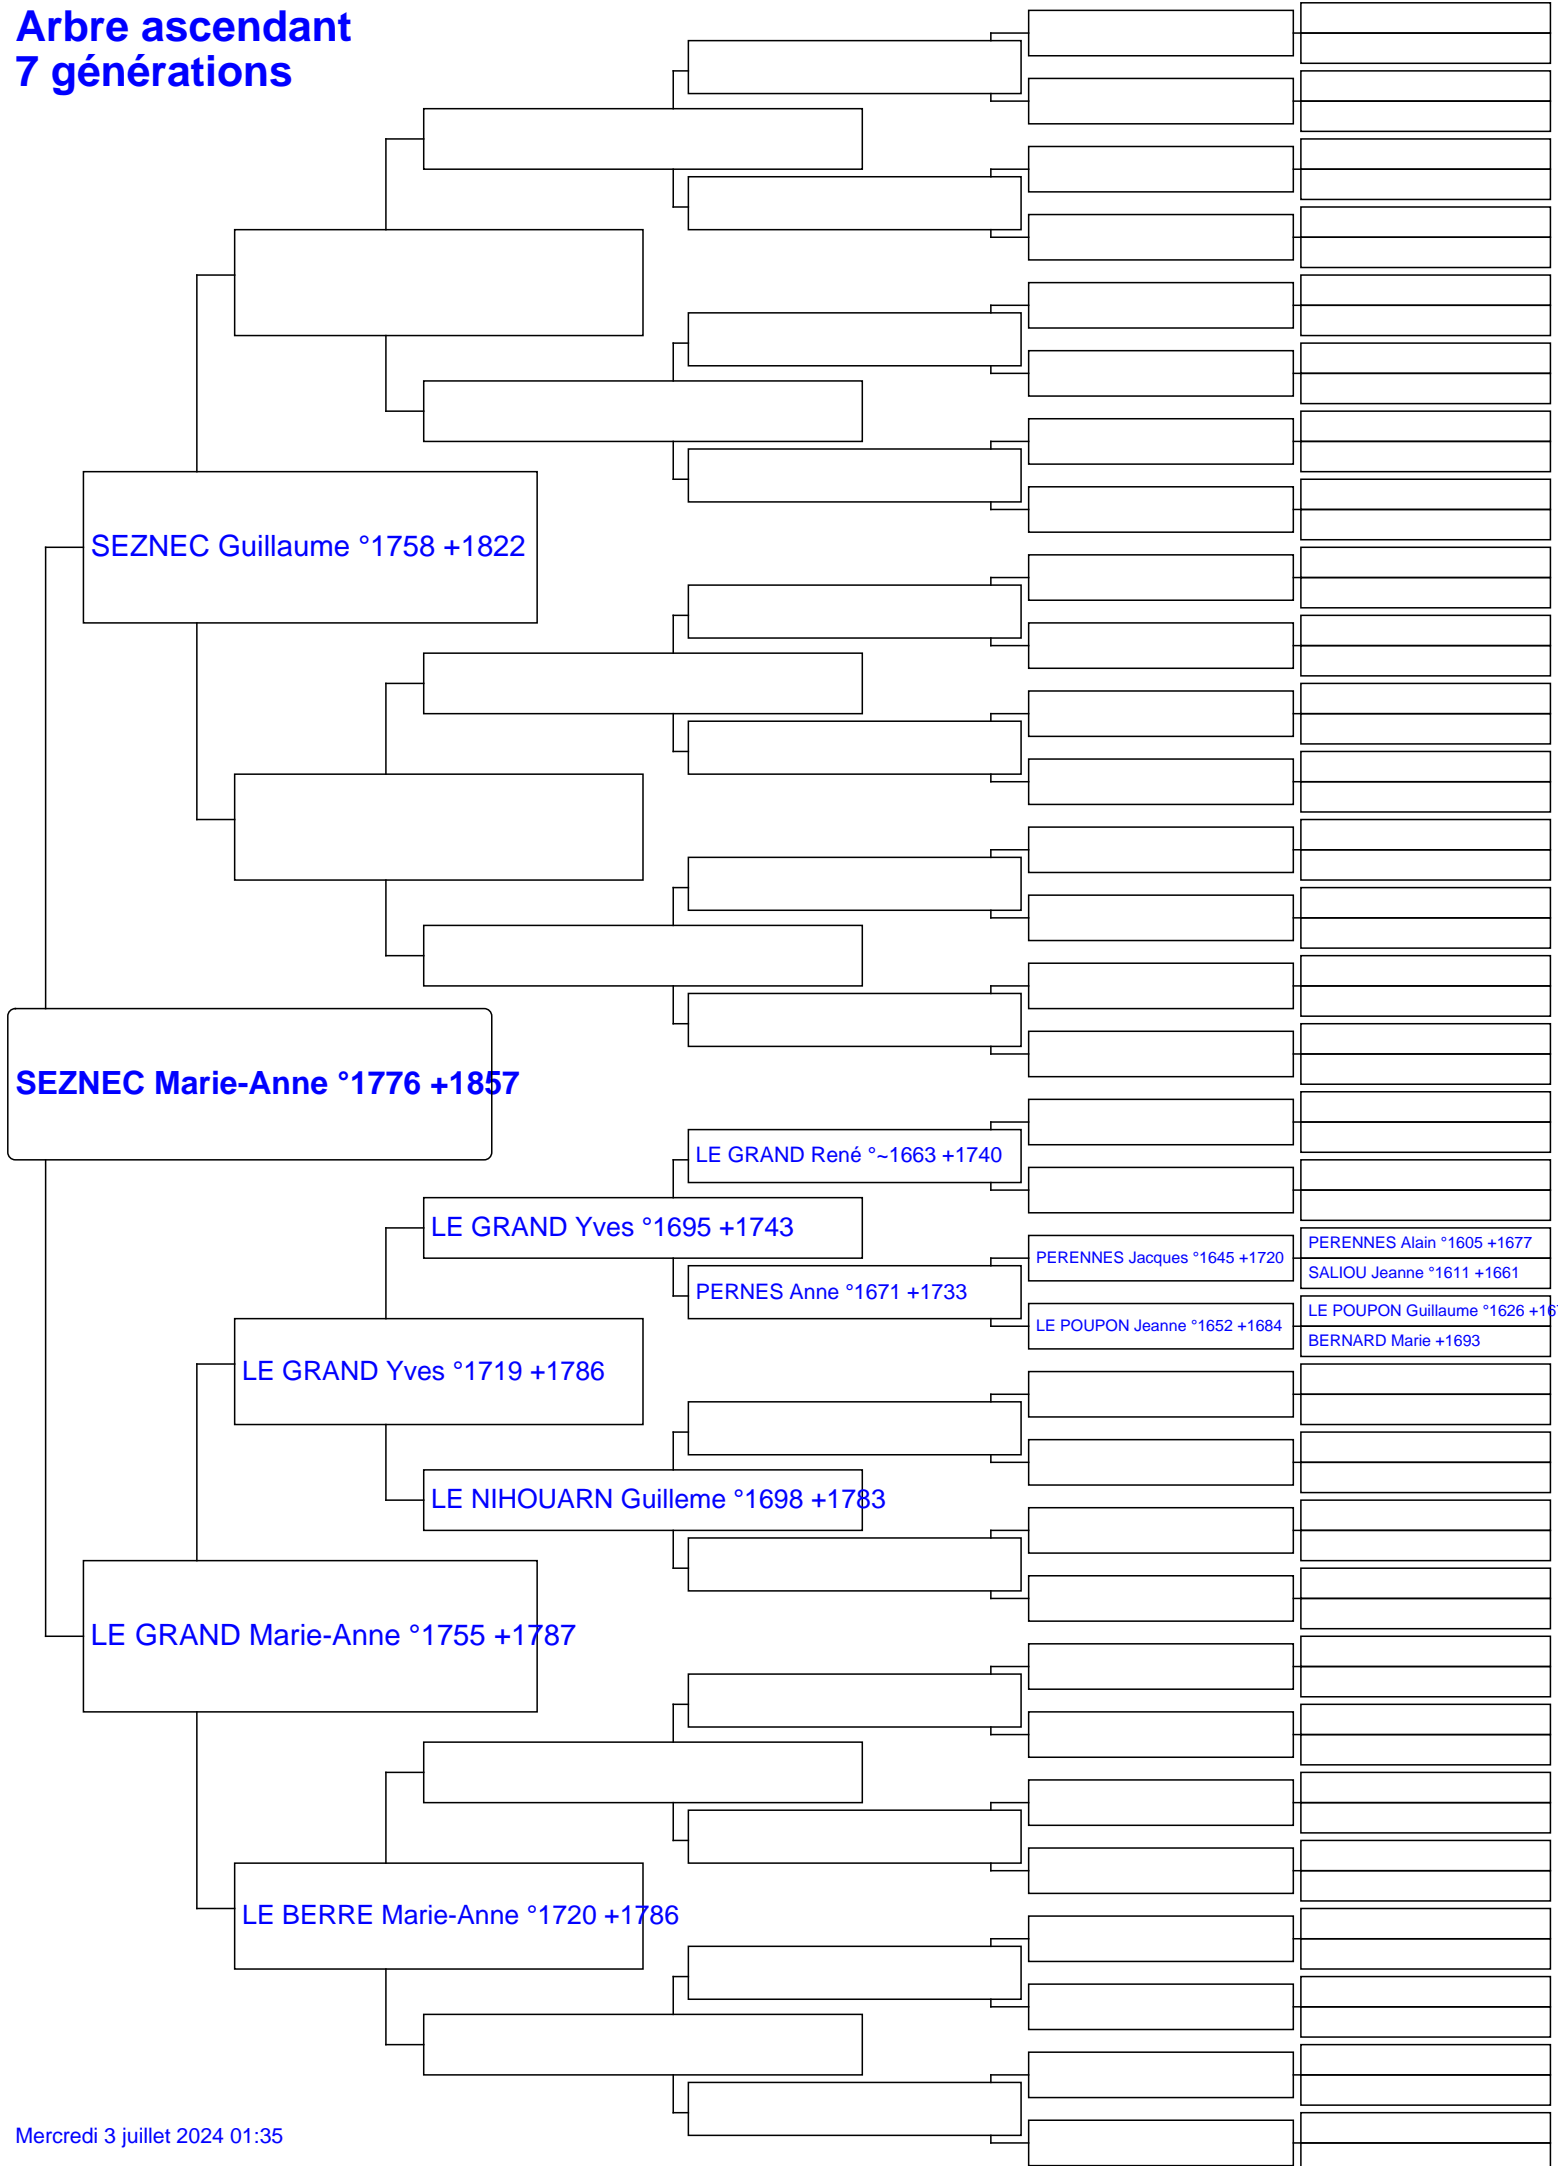 Arbre ascendant
7 générations
SEZNEC Guillaume °1758 +1822
SEZNEC Marie-Anne °1776 +1857
LE GRAND René °~1663 +1740
LE GRAND Yves °1695 +1743
PERENNES Jacques °1645 +1720
PERENNES Alain °1605 +1677
SALIOU Jeanne °1611 +1661
PERNES Anne °1671 +1733
LE POUPON Jeanne °1652 +1684
LE POUPON Guillaume °1626
BERNARD Marie +1693
LE GRAND Yves °1719 +1786
LE NIHOUARN Guilleme °1698 +1783
LE GRAND Marie-Anne °1755 +1787
LE BERRE Marie-Anne °1720 +1786
Mercredi 3 juillet 2024 01:35